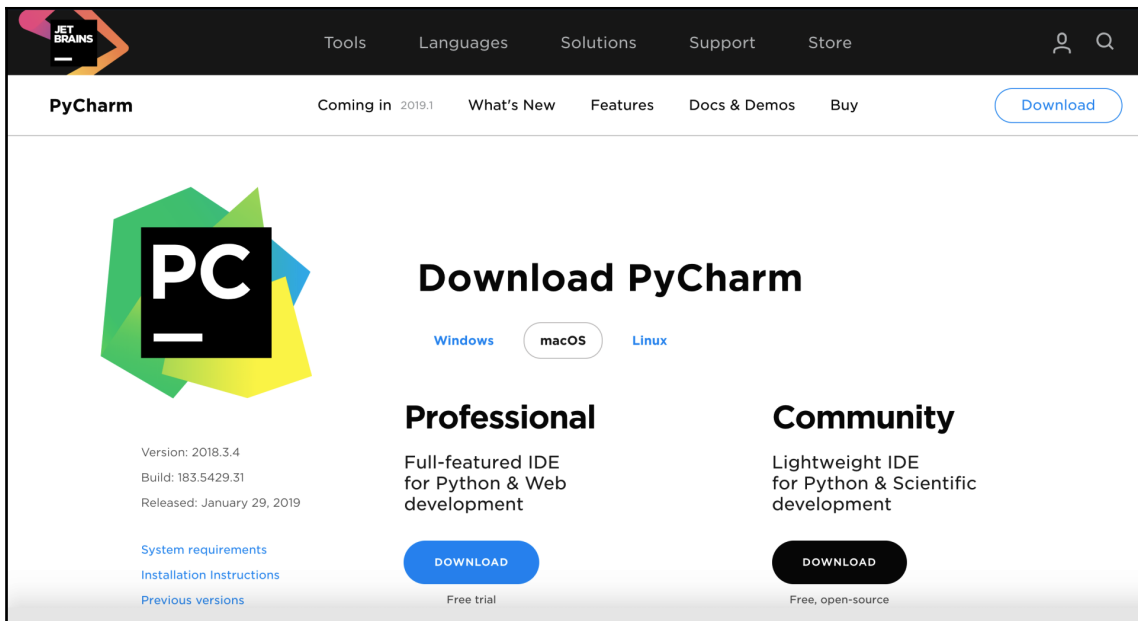 JET
BRAINS
Tools Languages Solutions Support Store
PyCharm Coming in 2019.1 What's New Features Docs & Demos Buy Download
PC
Download PyCharm
Windows macOS Linux
Professional
Full-featured IDE
for Python & Web
development
DOWNLOAD
Free trial
Community
Lightweight IDE
for Python & Scientific
development
DOWNLOAD
Free, open-source
Version: 2018.3.4
Build: 183.5429.31
Released: January 29, 2019
System requirements
Installation Instructions
Previous versions